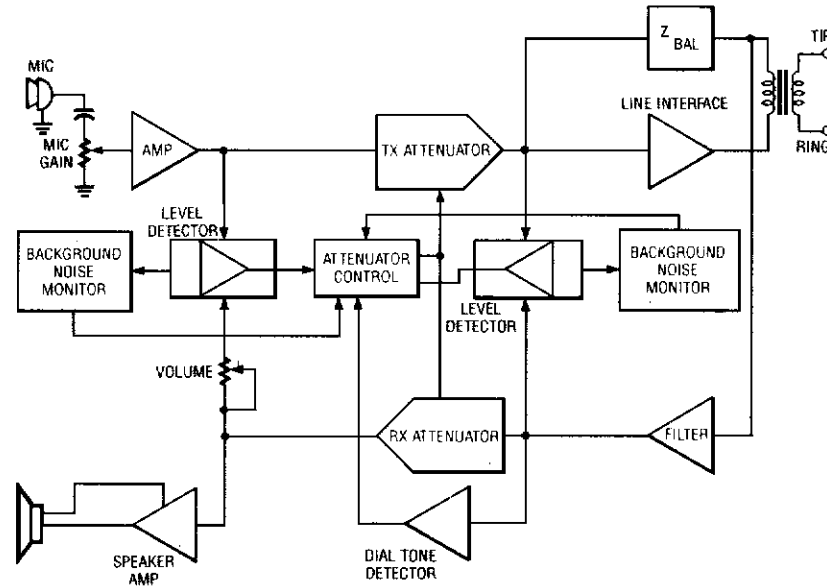 Z
BAL
TIP
MIC
LINE INTERFACE
MIC
GAIN
AMP
TX ATTENUATOR
RING
LEVEL
DETECTOR
BACKGROUND
NOISE
MONITOR
ATTENUATOR
CONTROL
LEVEL
DETECTOR
BACKGROUND
NOISE
MONITOR
VOLUME
RX ATTENUATOR
FILTER
SPEAKER
AMP
DIAL TONE
DETECTOR